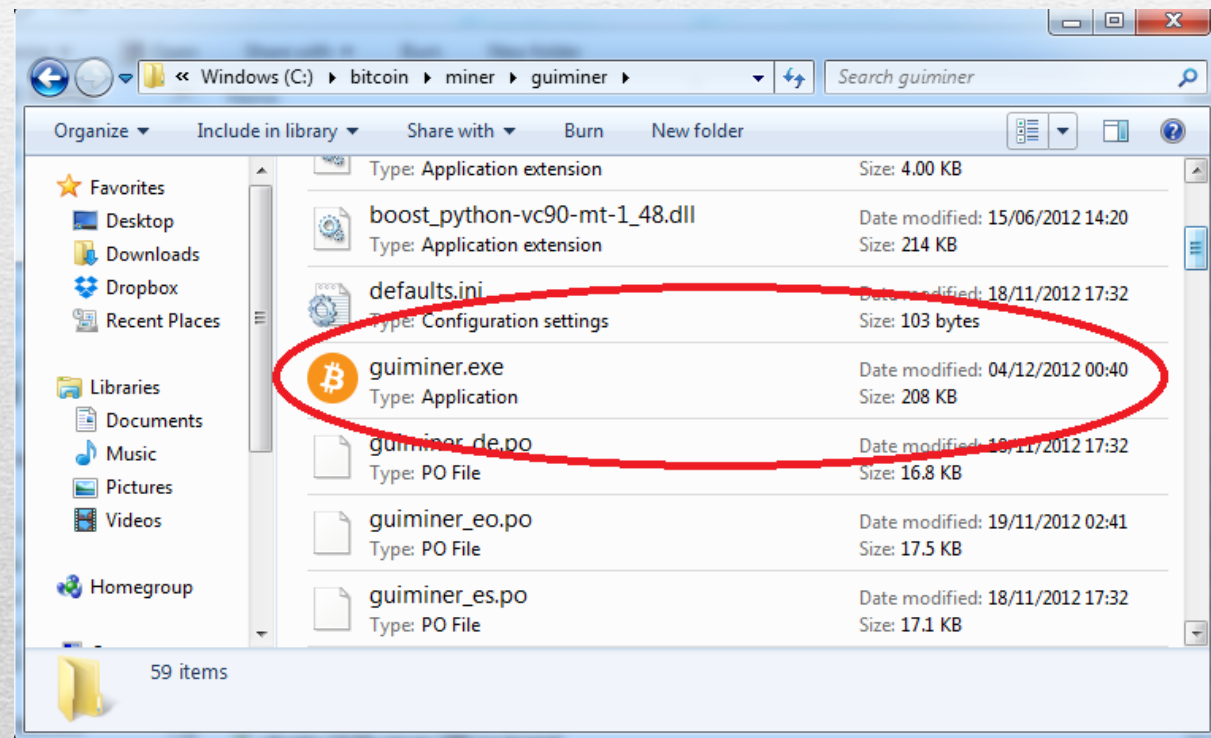 « Windows (C:) ▸ bitcoin ▸ miner ▸ guiminer ▸
Search guiminer
Organize Include in library Share with Burn New folder
Favorites
Desktop
Downloads
Dropbox
Recent Places
Libraries
Documents
Music
Pictures
Videos
Homegroup
Type: Application extension Size: 4.00 KB
boost_python-vc90-mt-1_48.dll Date modified: 15/06/2012 14:20
Type: Application extension Size: 214 KB
defaults.ini Date modified: 18/11/2012 17:32
Type: Configuration settings Size: 103 bytes
guiminer.exe Date modified: 04/12/2012 00:40
Type: Application Size: 208 KB
guiminer_de.po Date modified: 18/11/2012 17:32
Type: PO File Size: 16.8 KB
guiminer_eo.po Date modified: 19/11/2012 02:41
Type: PO File Size: 17.5 KB
guiminer_es.po Date modified: 18/11/2012 17:32
Type: PO File Size: 17.1 KB
59 items